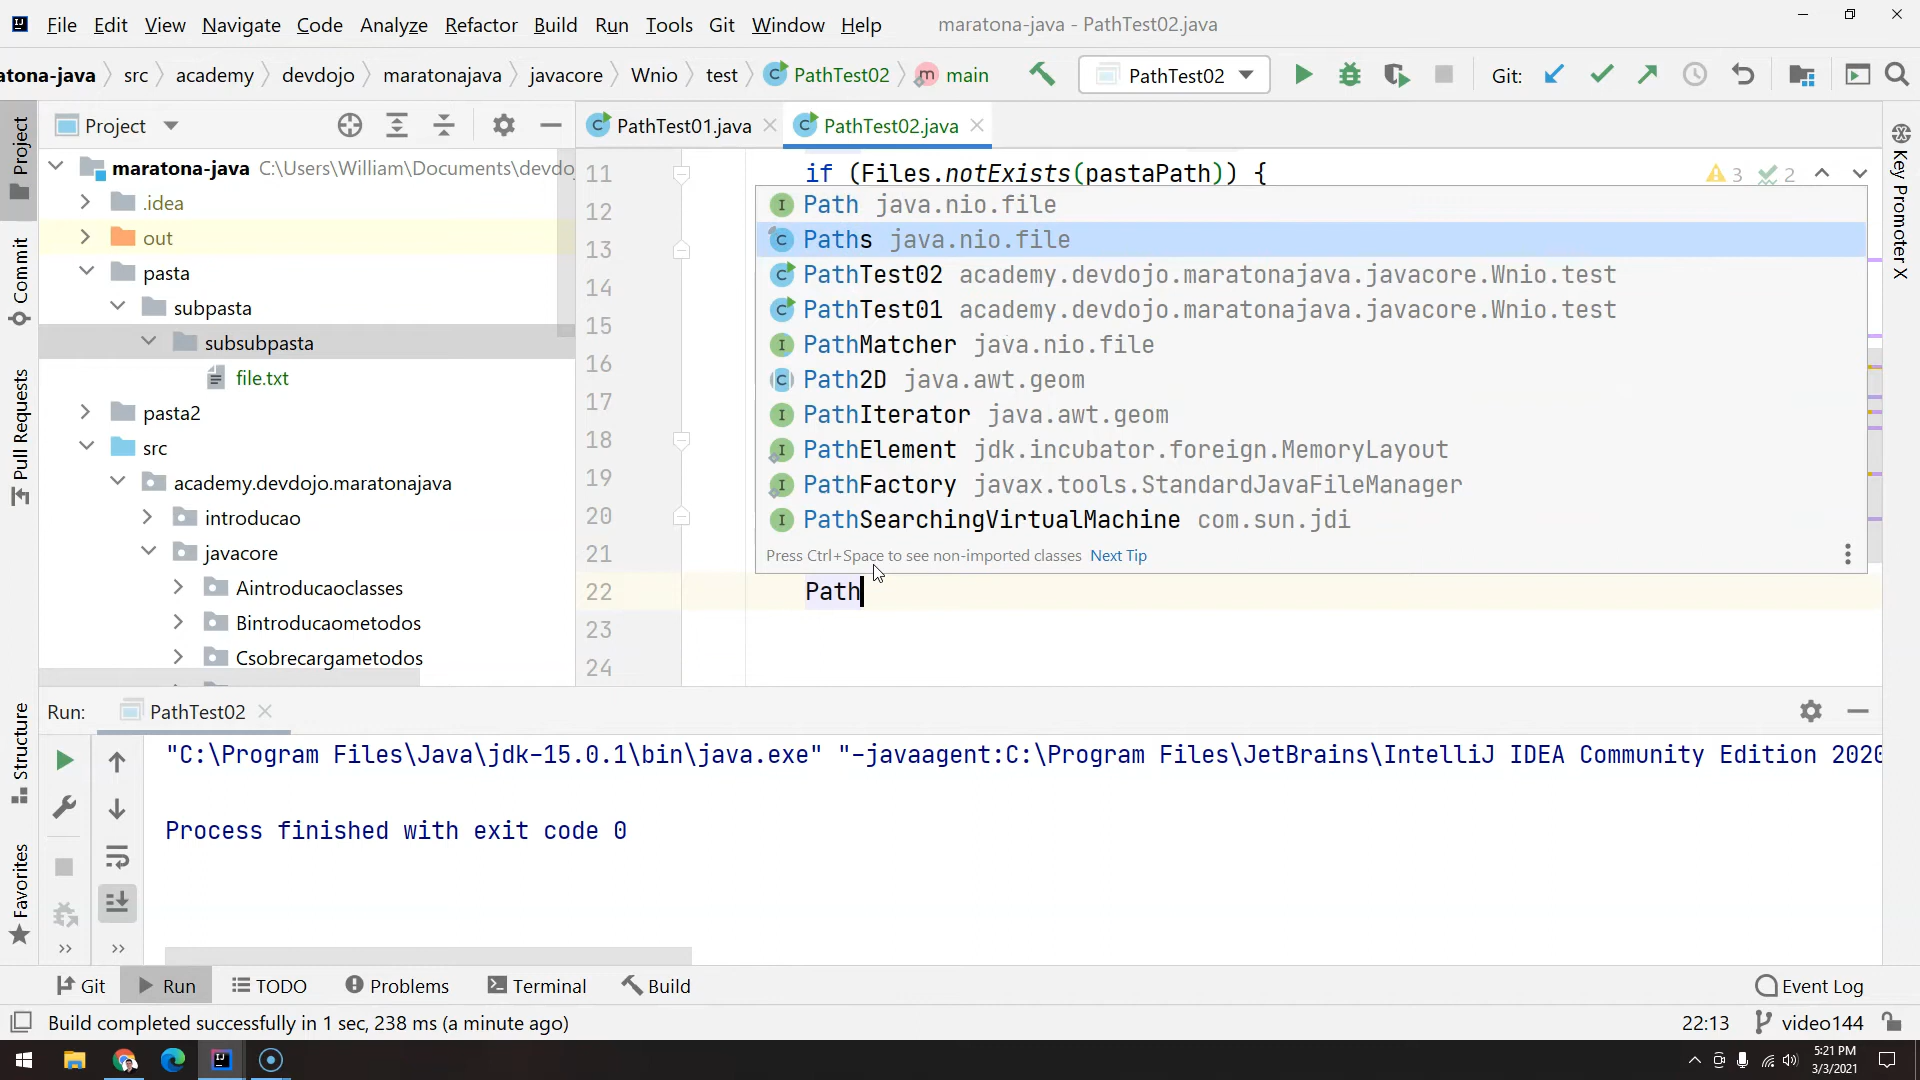 File Edit View Navigate Code Analyze Refactor Build Run Tools Git Window Help maratona-java - PathTest02.java
atona-java src academy devdojo maratonajava javacore Wnio test PathTest02 main PathTest02 Git:
Project
PathTest01.java PathTest02.java
maratona-java C:\Users\William\Documents\devdo
.idea
out
pasta
subpasta
subsubpasta
file.txt
pasta2
src
academy.devdojo.maratonajava
introducao
javacore
Aintroducaoclasses
Bintroducaometodos
Csobrecargametodos
Project
Commit
Pull Requests
Structure
Favorites
11 if (Files.notExists(pastaPath)) {
3 2
12
13
14
15
16
17
18
19
20
21
22 Path
23
24
Path java.nio.file
Paths java.nio.file
PathTest02 academy.devdojo.maratonajava.javacore.Wnio.test
PathTest01 academy.devdojo.maratonajava.javacore.Wnio.test
PathMatcher java.nio.file
Path2D java.awt.geom
PathIterator java.awt.geom
PathElement jdk.incubator.foreign.MemoryLayout
PathFactory javax.tools.StandardJavaFileManager
PathSearchingVirtualMachine com.sun.jdi
Press Ctrl+Space to see non-imported classes Next Tip
Key Promoter X
Run: PathTest02
"C:\Program Files\Java\jdk-15.0.1\bin\java.exe" "-javaagent:C:\Program Files\JetBrains\IntelliJ IDEA Community Edition 2020
Process finished with exit code 0
Git Run TODO Problems Terminal Build Event Log
Build completed successfully in 1 sec, 238 ms (a minute ago) 22:13 video144
5:21 PM
3/3/2021